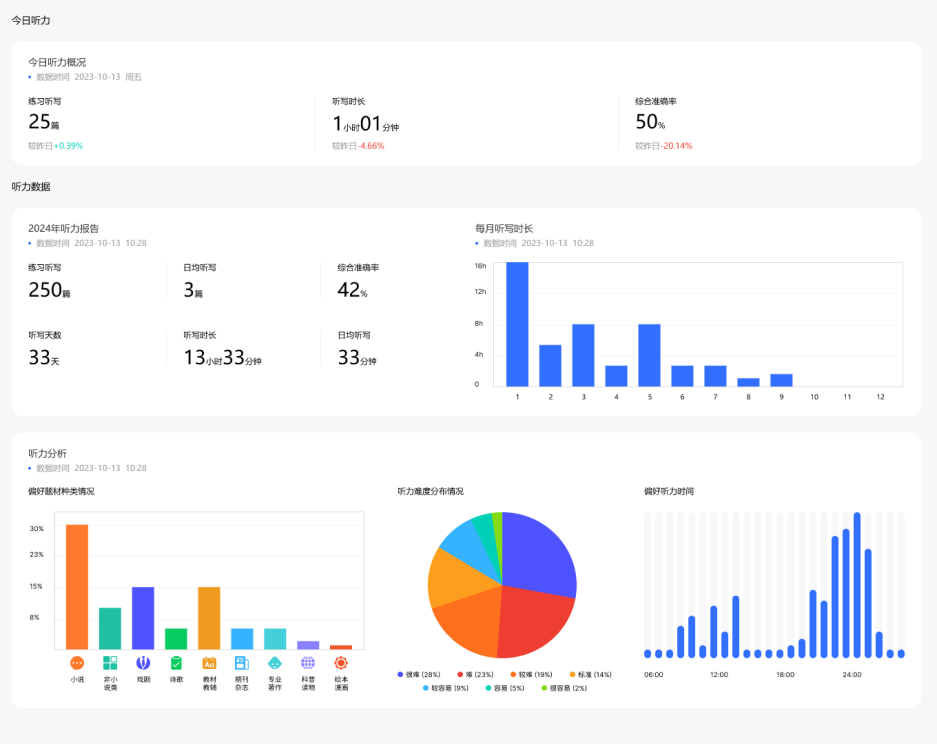 今日听力
今日听力概况
数据时间 2023-10-13 周五
练习听写
25篇
较昨日+0.39%
听写时长
1小时01分钟
较昨日-4.66%
综合准确率
50%
较昨日-20.14%
听力数据
2024年听力报告
数据时间 2023-10-13 10:28
练习听写
250篇
日均听写
3篇
综合准确率
42%
听写天数
33天
听写时长
13小时33分钟
日均听写
33分钟
每月听写时长
数据时间 2023-10-13 10:28
16h
12h
8h
4h
0
1 2 3 4 5 6 7 8 9 10 11 12
听力分析
数据时间 2023-10-13 10:28
偏好题材种类情况
30%
23%
15%
8%
小说
非小
说类
戏剧
诗歌
Ao
教材
教辅
期刊
杂志
专业
著作
科普
读物
绘本
漫画
听力难度分布情况
很难 (28%) 难 (23%) 较难 (19%) 标准 (14%)
较容易 (9%) 容易 (5%) 很容易 (2%)
偏好听力时间
06:00 12:00 18:00 24:00